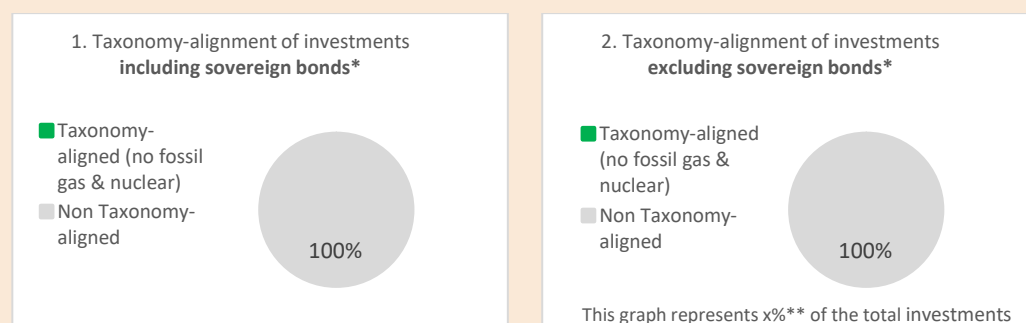 1. Taxonomy-alignment of investments
including sovereign bonds*
Taxonomy-
aligned (no fossil
gas & nuclear)
Non Taxonomy-
aligned
100%
2. Taxonomy-alignment of investments
excluding sovereign bonds*
Taxonomy-aligned
(no fossil gas &
nuclear)
Non Taxonomy-
aligned
100%
This graph represents x%** of the total investments